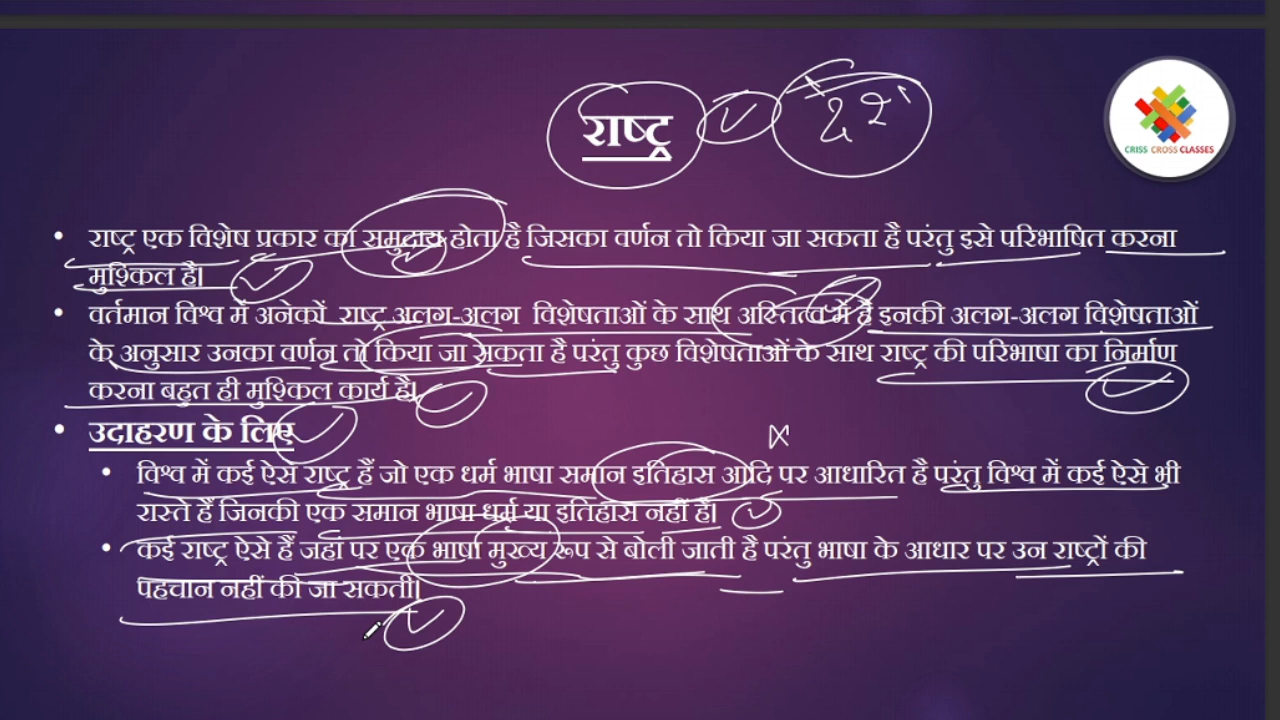 राष्ट्र देश
CRISS CROSS CLASSES
राष्ट्र एक विशेष प्रकार का समुदाय होता है जिसका वर्णन तो किया जा सकता है परंतु इसे परिभाषित करना
मुश्किल है।
वर्तमान विश्व में अनेकों राष्ट्र अलग-अलग विशेषताओं के साथ अस्तित्व में है इनकी अलग-अलग विशेषताओं
के अनुसार उनका वर्णन तो किया जा सकता है परंतु कुछ विशेषताओं के साथ राष्ट्र की परिभाषा का निर्माण
करना बहुत ही मुश्किल कार्य है।
उदाहरण के लिए
विश्व में कई ऐसे राष्ट्र हैं जो एक धर्म भाषा समान इतिहास आदि पर आधारित है परंतु विश्व में कई ऐसे भी
रास्ते हैं जिनकी एक समान भाषा धर्म या इतिहास नहीं है।
कई राष्ट्र ऐसे हैं जहां पर एक भाषा मुख्य रूप से बोली जाती है परंतु भाषा के आधार पर उन राष्ट्रों की
पहचान नहीं की जा सकती।